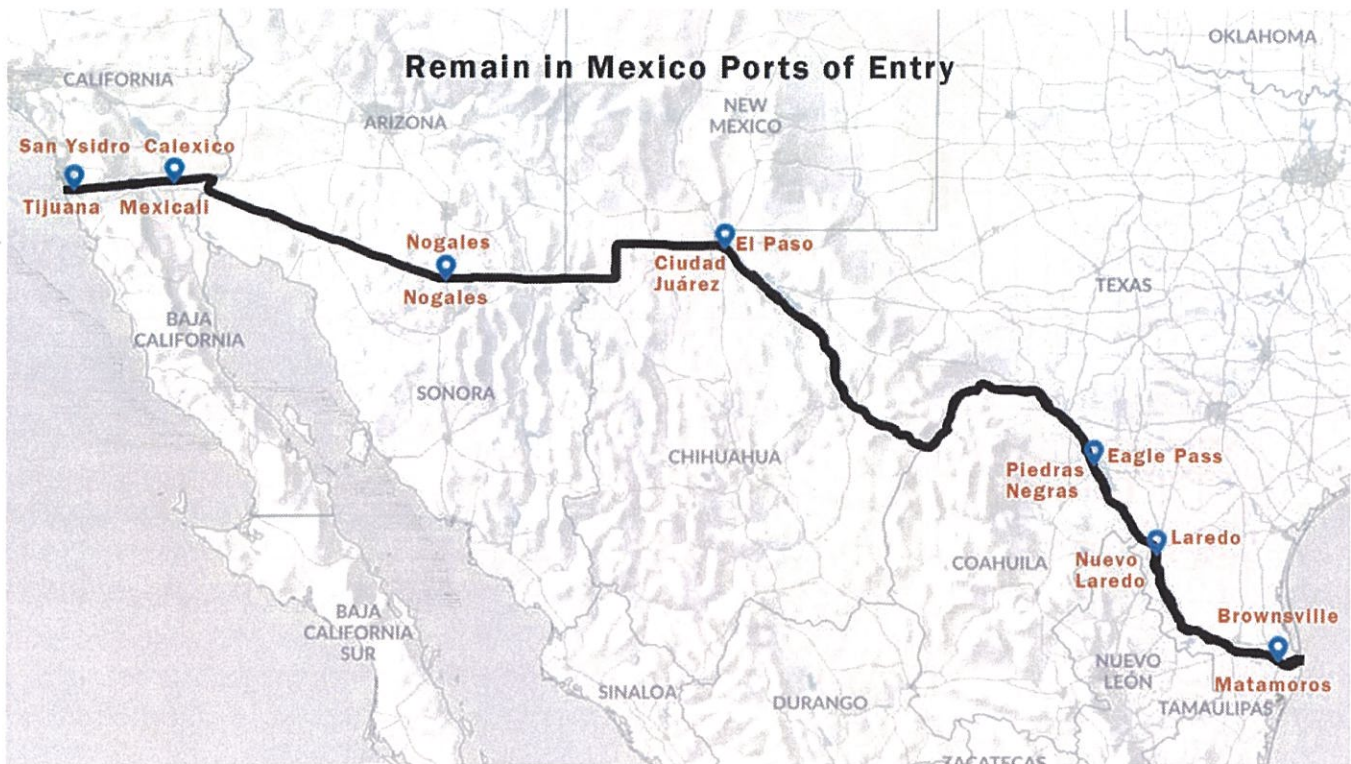 OKLAHOMA
Remain in Mexico Ports of Entry
CALIFORNIA
NEW
MEXICO
ARIZONA
San Ysidro Calexico
Tijuana Mexicali
Nogales
El Paso
Ciudad
Juárez
Nogales
TEXAS
BAJA
CALIFORNIA
SONORA
CHIHUAHUA
Eagle Pass
Piedras
Negras
Laredo
COAHUILA
Nuevo
Laredo
BAJA
CALIFORNIA
SUR
Brownsville
NUEVO
LEÓN
SINALOA
DURANGO
Matamoros
TAMAULIPAS
ZACATECAS